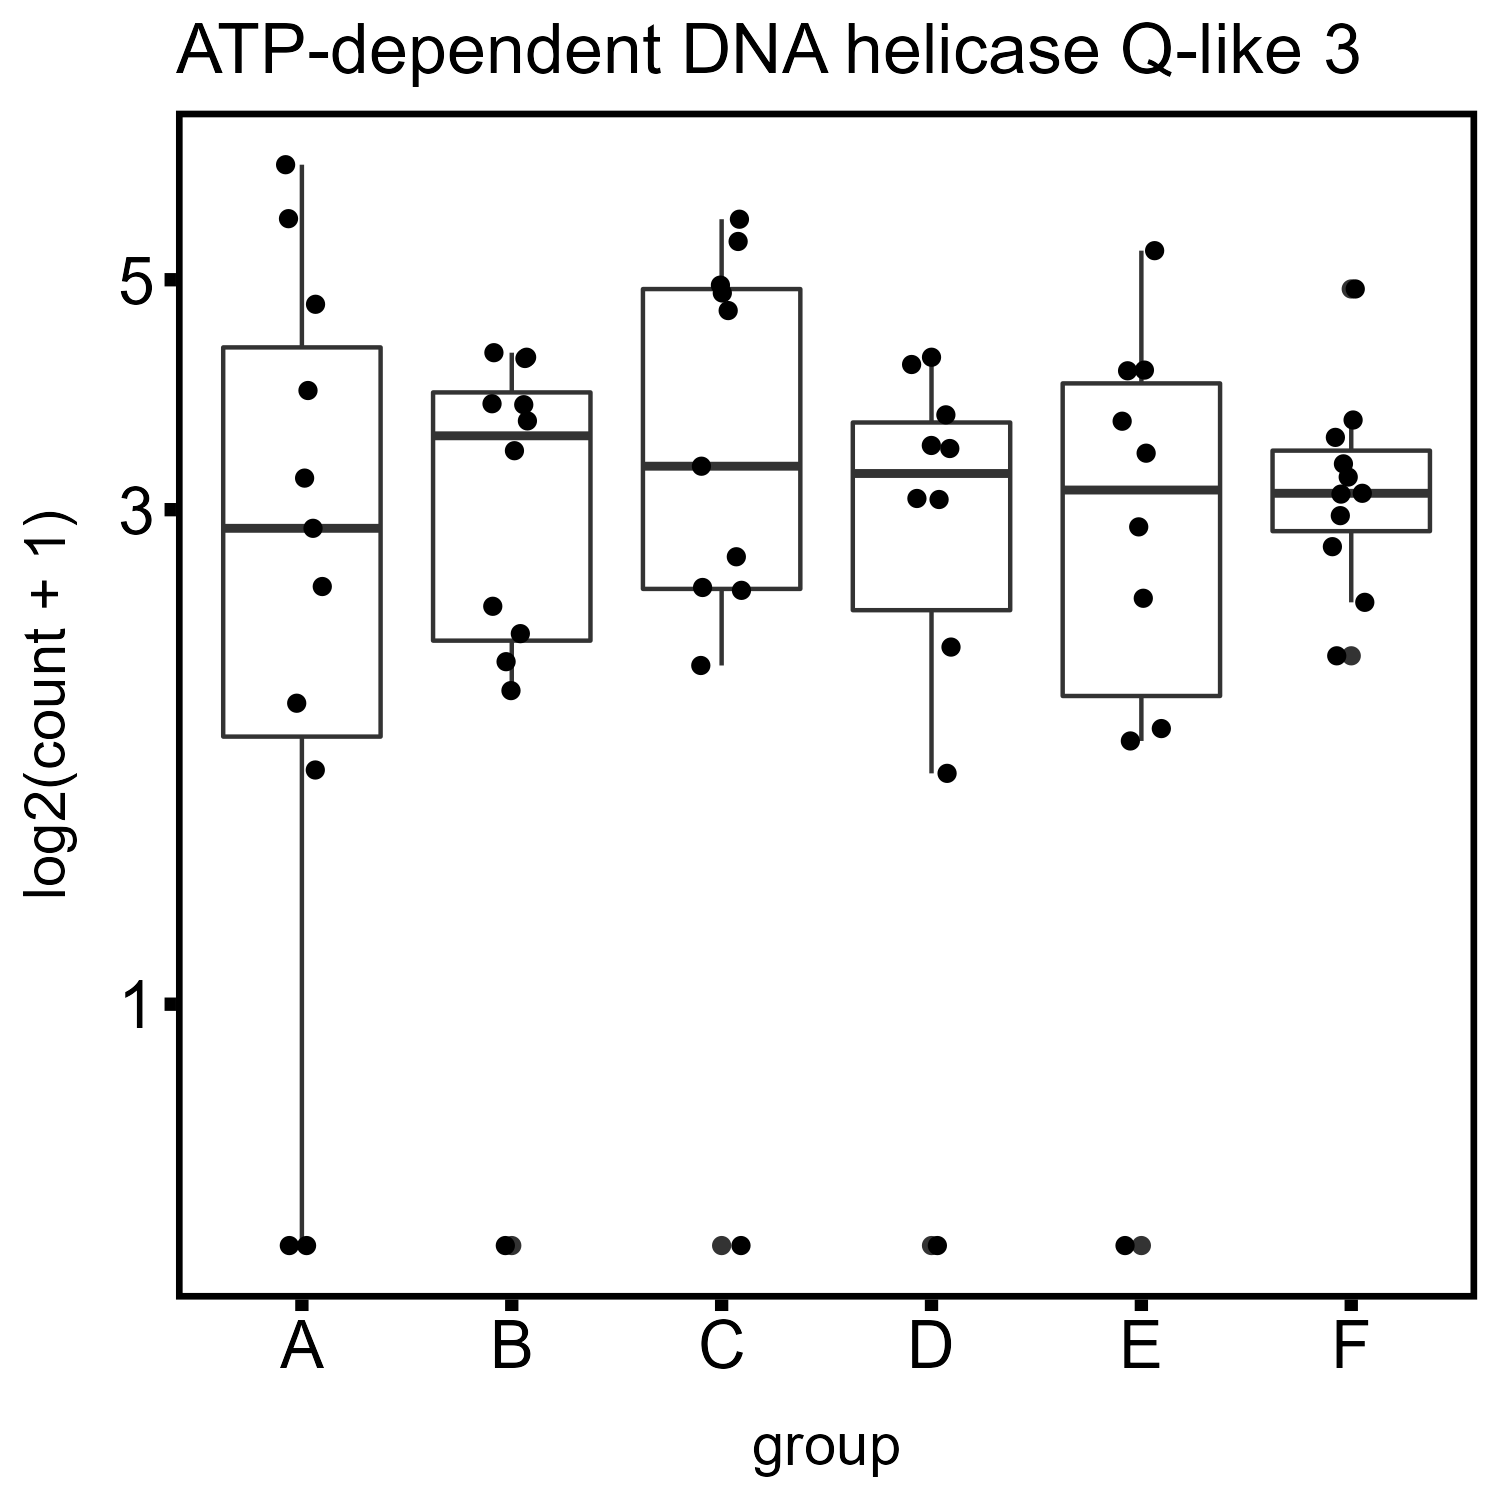 ATP-dependent DNA helicase Q-like 3
log2(count + 1)
5
3
1
A B C D E F
group